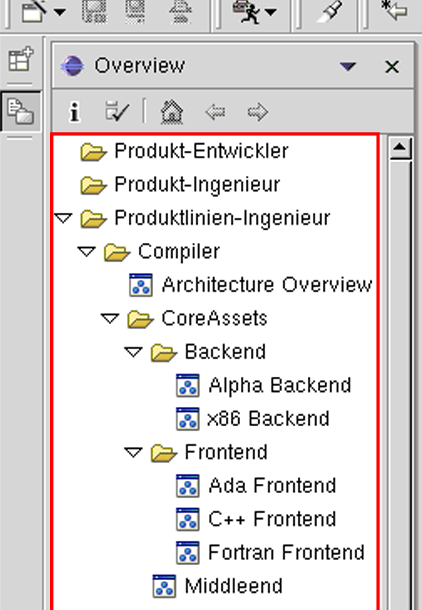 Overview
Produkt-Entwickler
Produkt-Ingenieur
Produktlinien-Ingenieur
Compiler
Architecture Overview
CoreAssets
Backend
Alpha Backend
x86 Backend
Frontend
Ada Frontend
C++ Frontend
Fortran Frontend
Middleend